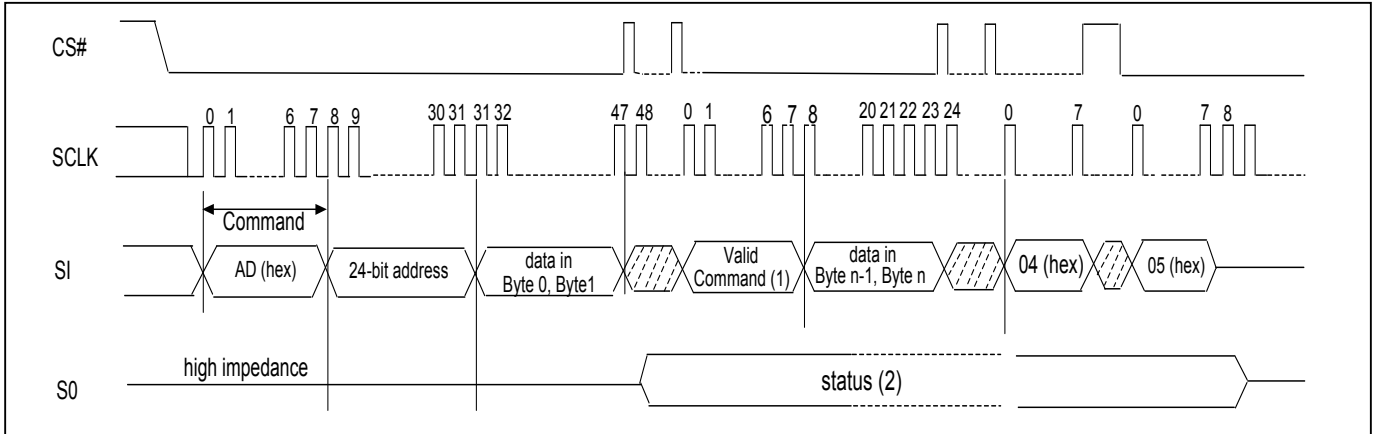 CS#
0 1 6 7 8 9 30 31 31 32 47 48 0 1 6 7 8 20 21 22 23 24 0 7 0 7 8
SCLK
Command
SI
AD (hex) 24-bit address data in Byte 0, Byte1 Valid Command (1) data in Byte n-1, Byte n 04 (hex) 05 (hex)
high impedance
S0
status (2)